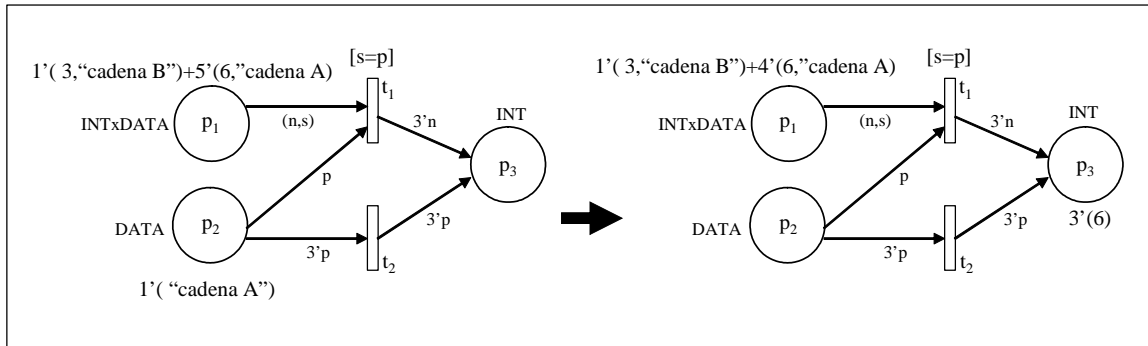 [s=p]
1’( 3,“cadena B”)+5’(6,”cadena A)
t1
INTxDATA
p1
(n,s)
3’n
INT
p3
p
DATA
p2
3’p
3’p
t2
1’( “cadena A”)
[s=p]
1’( 3,“cadena B”)+4’(6,”cadena A)
t1
INTxDATA
p1
(n,s)
3’n
INT
p3
p
3’(6)
DATA
p2
3’p
3’p
t2